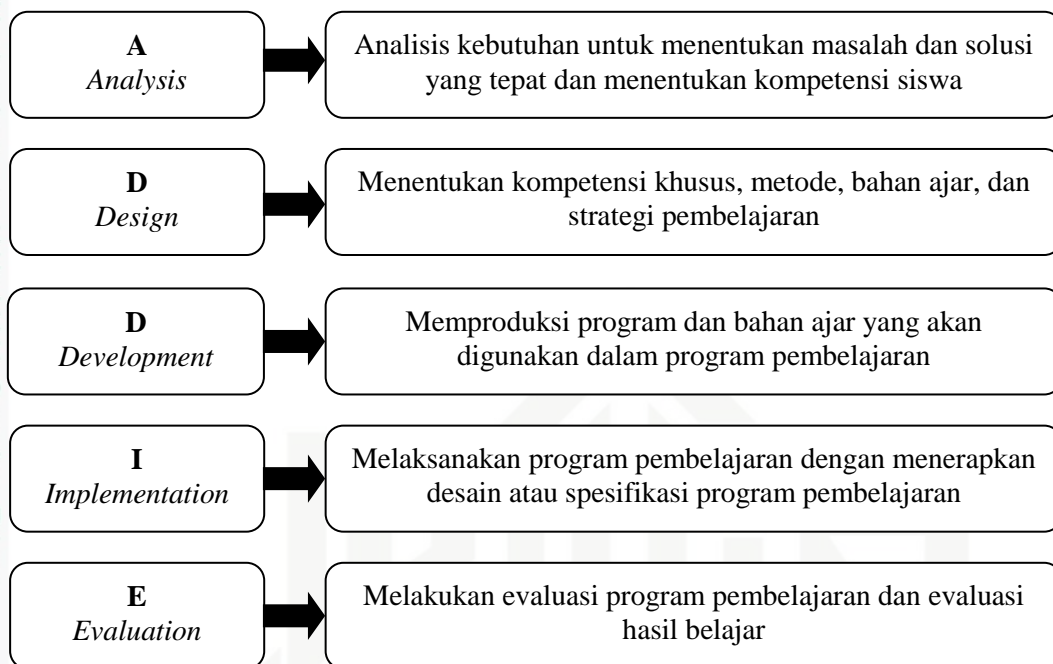 A
Analysis
Analisis kebutuhan untuk menentukan masalah dan solusi
yang tepat dan menentukan kompetensi siswa
D
Design
Menentukan kompetensi khusus, metode, bahan ajar, dan
strategi pembelajaran
D
Development
Memproduksi program dan bahan ajar yang akan
digunakan dalam program pembelajaran
I
Implementation
Melaksanakan program pembelajaran dengan menerapkan
desain atau spesifikasi program pembelajaran
E
Evaluation
Melakukan evaluasi program pembelajaran dan evaluasi
hasil belajar